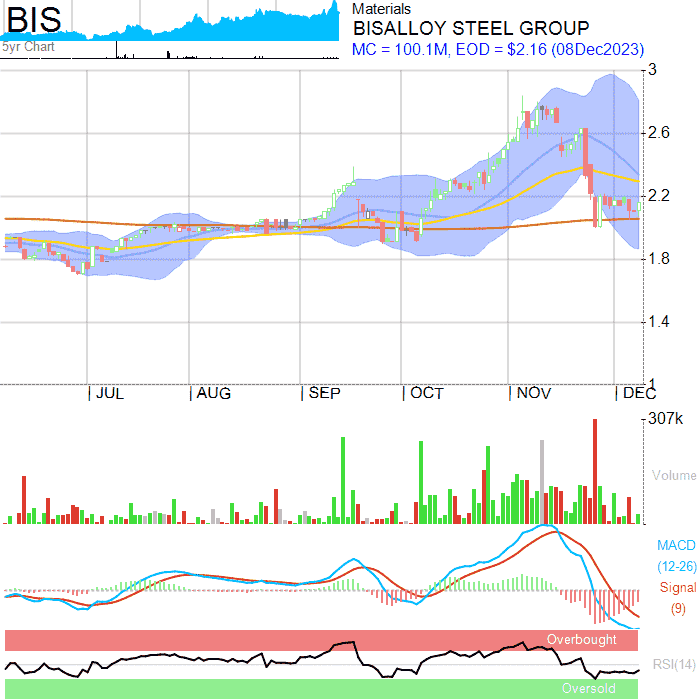 BIS
5yr Chart
Materials
BISALLOY STEEL GROUP
MC = 100.1M, EOD = $2.16 (08Dec2023)
3
2.6
2.2
1.8
1.4
1
JUL AUG SEP OCT NOV DEC
307k
Volume
MACD
(12-26)
Signal
(9)
Overbought
RSI(14)
Oversold